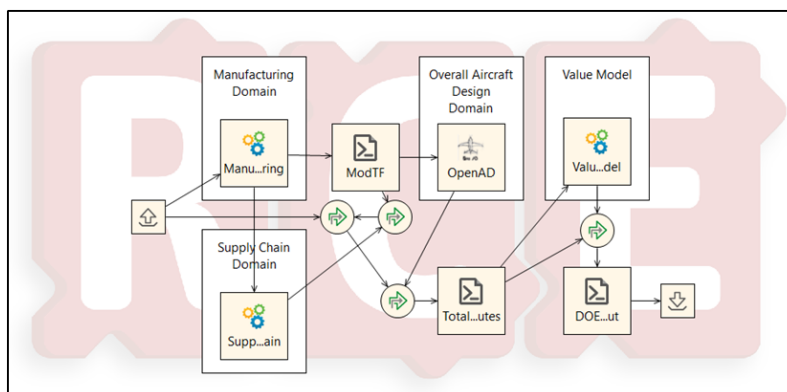 Manufacturing
Domain
Manu...ring
ModTF
Overall Aircraft
Design
Domain
OpenAD
Value Model
Valu...del
Supply Chain
Domain
Supp...ain
Total...utes
DOE...ut
RCE